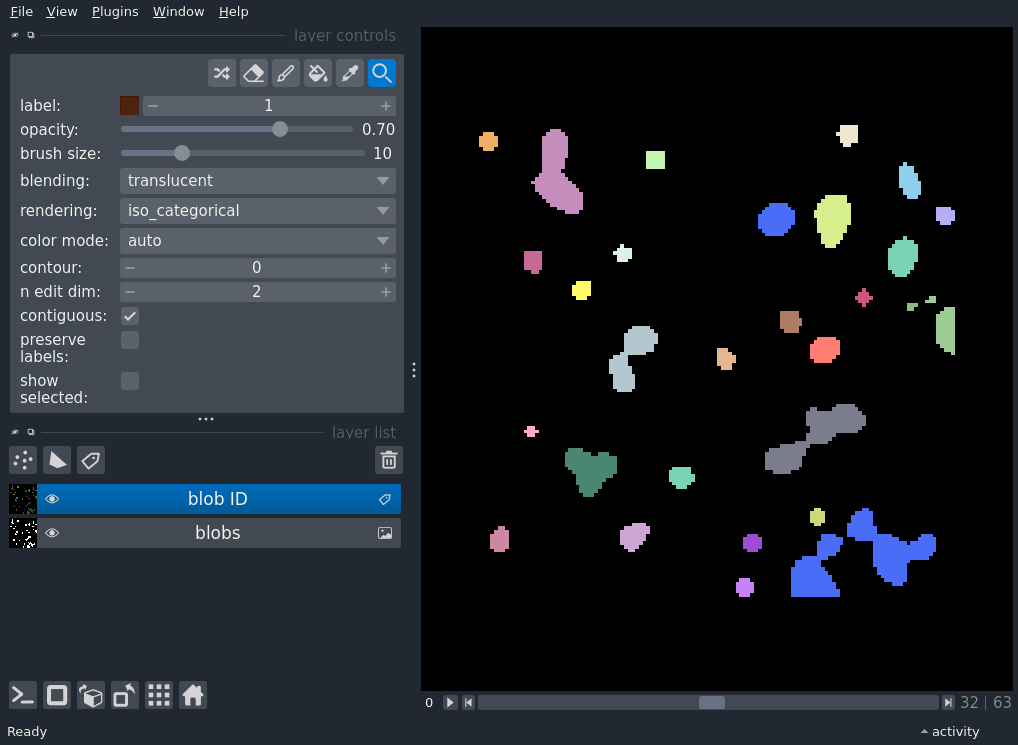 File View Plugins Window Help
layer controls
label: 1
opacity: 0.70
brush size: 10
blending: translucent
rendering: iso_categorical
color mode: auto
contour: 0
n edit dim: 2
contiguous:
preserve
labels:
show
selected:
layer list
blob ID
blobs
0 32 | 63
Ready activity